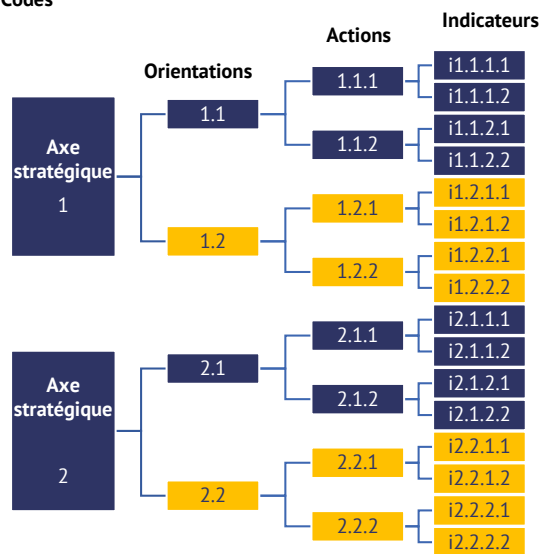 Codes
Indicateurs
Actions
Orientations
Axe
stratégique
1
1.1
1.1.1
i1.1.1.1
i1.1.1.2
1.1.2
i1.1.2.1
i1.1.2.2
1.2
1.2.1
i1.2.1.1
i1.2.1.2
1.2.2
i1.2.2.1
i1.2.2.2
Axe
stratégique
2
2.1
2.1.1
i2.1.1.1
i2.1.1.2
2.1.2
i2.1.2.1
i2.1.2.2
2.2
2.2.1
i2.2.1.1
i2.2.1.2
2.2.2
i2.2.2.1
i2.2.2.2